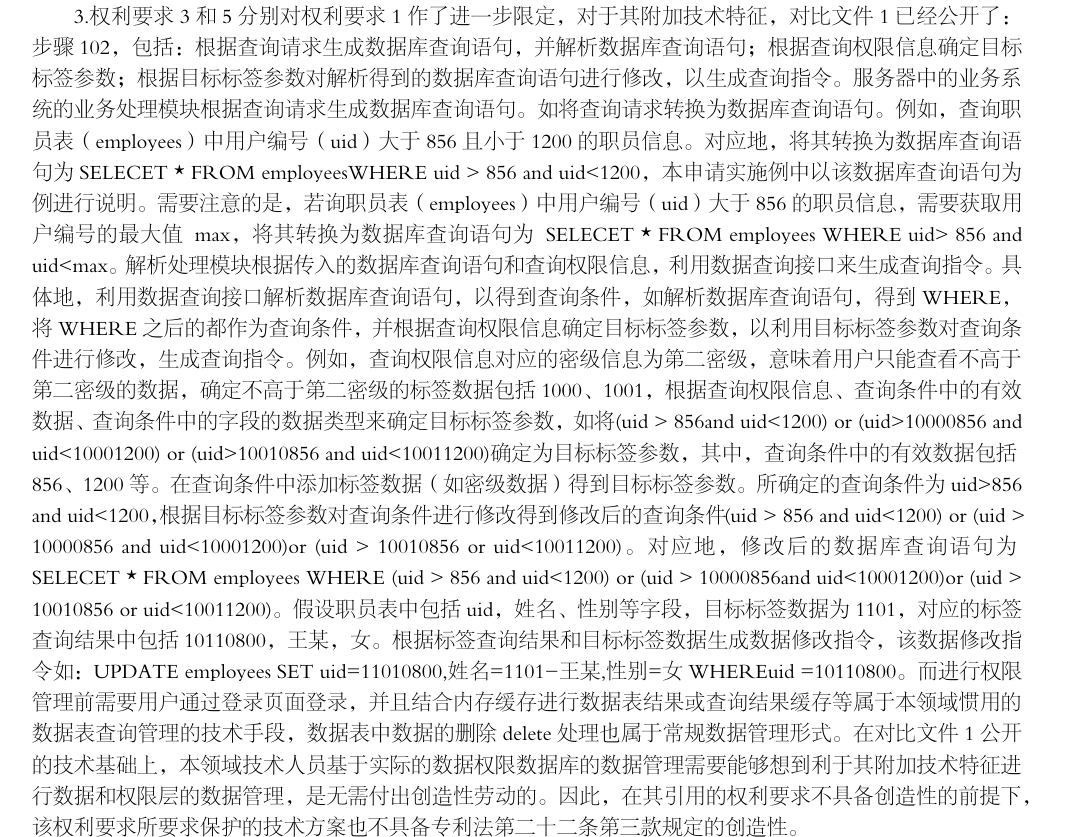 3.权利要求 3 和 5 分别对权利要求 1 作了进一步限定，对于其附加技术特征，对比文件 1 已经公开了：
步骤 102，包括：根据查询请求生成数据库查询语句，并解析数据库查询语句；根据查询权限信息确定目标
标签参数；根据目标标签参数对解析得到的数据库查询语句进行修改，以生成查询指令。服务器中的业务系
统的业务处理模块根据查询请求生成数据库查询语句。如将查询请求转换为数据库查询语句。例如，查询职
员表（employees）中用户编号（uid）大于 856 且小于 1200 的职员信息。对应地，将其转换为数据库查询语
句为 SELECET * FROM employeesWHERE uid > 856 and uid<1200，本申请实施例中以该数据库查询语句为
例进行说明。需要注意的是，若询职员表（employees）中用户编号（uid）大于 856 的职员信息，需要获取用
户编号的最大值 max，将其转换为数据库查询语句为 SELECET * FROM employees WHERE uid> 856 and
uid<max。解析处理模块根据传入的数据库查询语句和查询权限信息，利用数据查询接口来生成查询指令。具
体地，利用数据查询接口解析数据库查询语句，以得到查询条件，如解析数据库查询语句，得到 WHERE，
将 WHERE 之后的都作为查询条件，并根据查询权限信息确定目标标签参数，以利用目标标签参数对查询条
件进行修改，生成查询指令。例如，查询权限信息对应的密级信息为第二密级，意味着用户只能查看不高于
第二密级的数据，确定不高于第二密级的标签数据包括 1000、1001，根据查询权限信息、查询条件中的有效
数据、查询条件中的字段的数据类型来确定目标标签参数，如将(uid > 856and uid<1200) or (uid>10000856 and
uid<10001200) or (uid>10010856 and uid<10011200)确定为目标标签参数，其中，查询条件中的有效数据包括
856、1200 等。在查询条件中添加标签数据（如密级数据）得到目标标签参数。所确定的查询条件为 uid>856
and uid<1200,根据目标标签参数对查询条件进行修改得到修改后的查询条件(uid > 856 and uid<1200) or (uid >
10000856 and uid<10001200)or (uid > 10010856 or uid<10011200)。对应地，修改后的数据库查询语句为
SELECET * FROM employees WHERE (uid > 856 and uid<1200) or (uid > 10000856and uid<10001200)or (uid >
10010856 or uid<10011200)。假设职员表中包括 uid，姓名、性别等字段，目标标签数据为 1101，对应的标签
查询结果中包括 10110800，王某，女。根据标签查询结果和目标标签数据生成数据修改指令，该数据修改指
令如：UPDATE employees SET uid=11010800,姓名=1101-王某,性别=女 WHEREuid =10110800。而进行权限
管理前需要用户通过登录页面登录，并且结合内存缓存进行数据表结果或查询结果缓存等属于本领域惯用的
数据表查询管理的技术手段，数据表中数据的删除 delete 处理也属于常规数据管理形式。在对比文件 1 公开
的技术基础上，本领域技术人员基于实际的数据权限数据库的数据管理需要能够想到利于其附加技术特征进
行数据和权限层的数据管理，是无需付出创造性劳动的。因此，在其引用的权利要求不具备创造性的前提下，
该权利要求所要求保护的技术方案也不具备专利法第二十二条第三款规定的创造性。